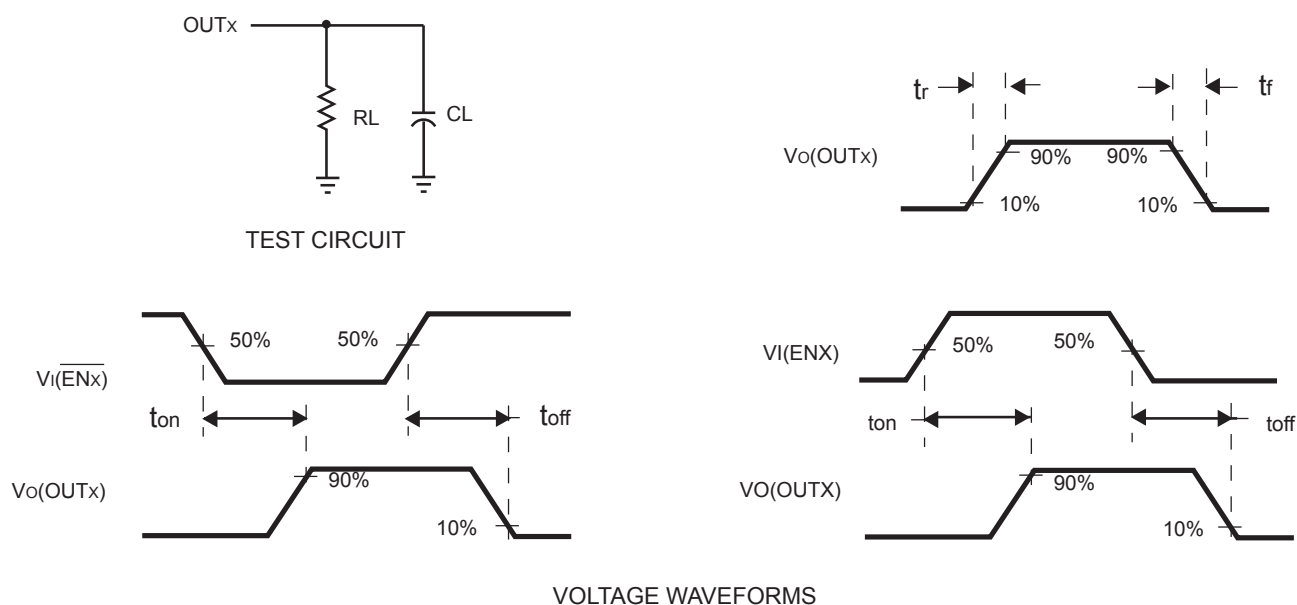 OUTx
RL
CL
TEST CIRCUIT
tr
tf
Vo(OUTx)
90%
90%
10%
10%
VI(ENx)
50%
50%
ton
toff
Vo(OUTx)
90%
10%
VI(ENX)
50%
50%
ton
toff
VO(OUTX)
90%
10%
VOLTAGE WAVEFORMS